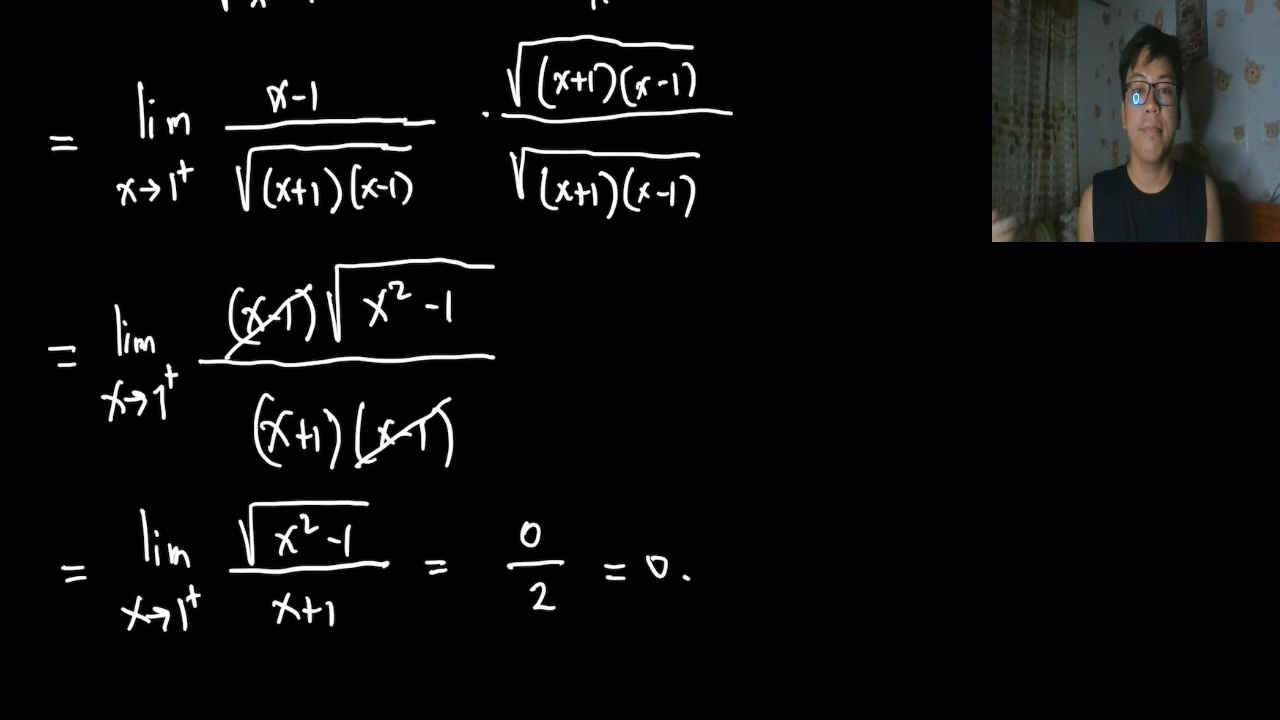 = lim x→1⁺ x-1 / √(x+1)(x-1) · √(x+1)(x-1) / √(x+1)(x-1)
= lim x→1⁺ (x-1)√x²-1 / (x+1)(x-1)
= lim x→1⁺ √x²-1 / x+1 = 0/2 = 0.